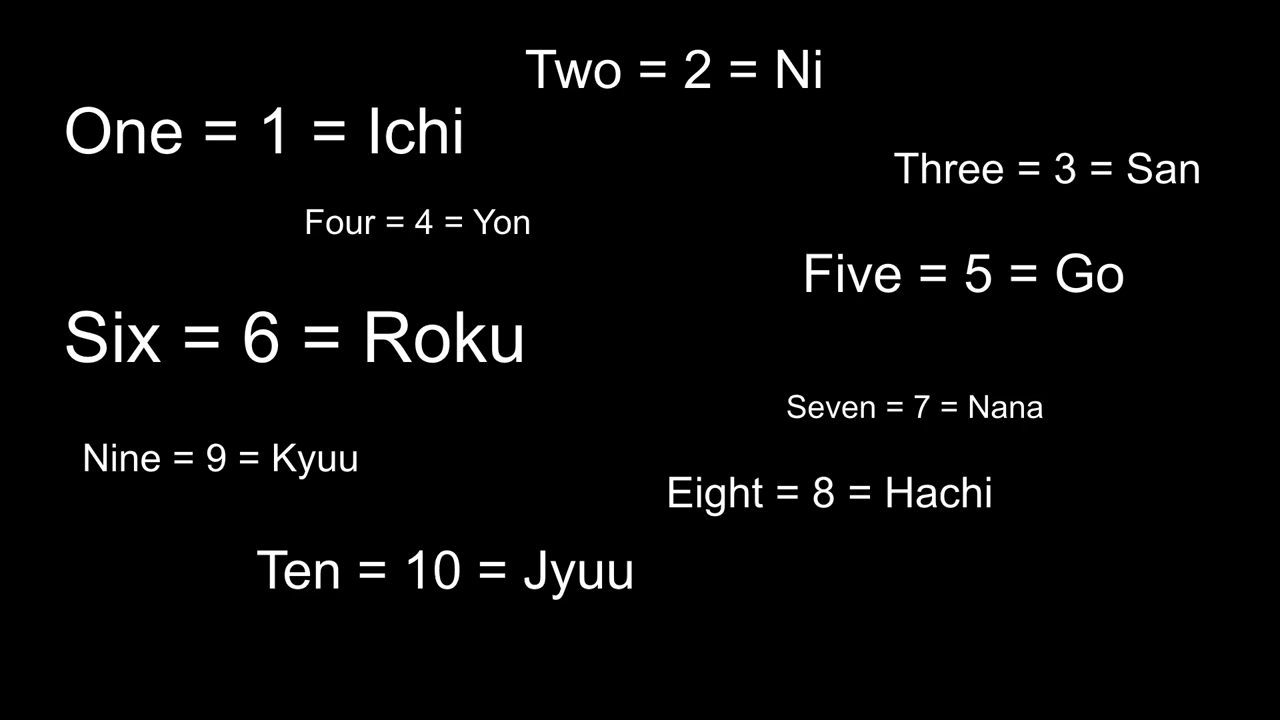 Two = 2 = Ni
One = 1 = Ichi
Three = 3 = San
Four = 4 = Yon
Five = 5 = Go
Six = 6 = Roku
Seven = 7 = Nana
Nine = 9 = Kyuu
Eight = 8 = Hachi
Ten = 10 = Jyuu